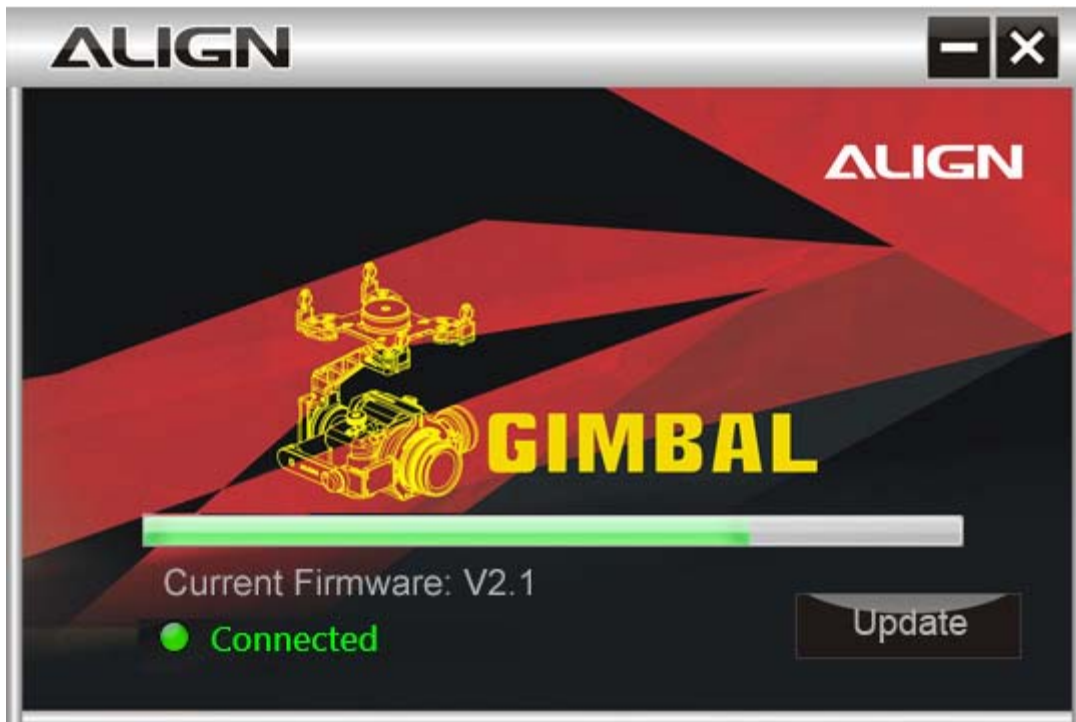 ALIGN
ALIGN
GIMBAL
Current Firmware: V2.1
Connected
Update